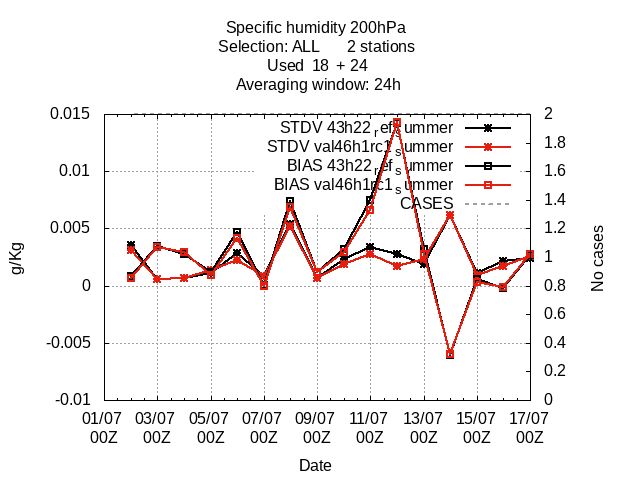 Specific humidity 200hPa
Selection: ALL 2 stations
Used 18 + 24
Averaging window: 24h
0.015
0.01
0.005
0
-0.005
-0.01
g/Kg
STDV 43h22_ref_summer
STDV val46h1rc1_summer
BIAS 43h22_ref_summer
BIAS val46h1rc1_summer
CASES
2
1.8
1.6
1.4
1.2
1
0.8
0.6
0.4
0.2
0
No cases
01/07 03/07 05/07 07/07 09/07 11/07 13/07 15/07 17/07
00Z 00Z 00Z 00Z 00Z 00Z 00Z 00Z 00Z
Date